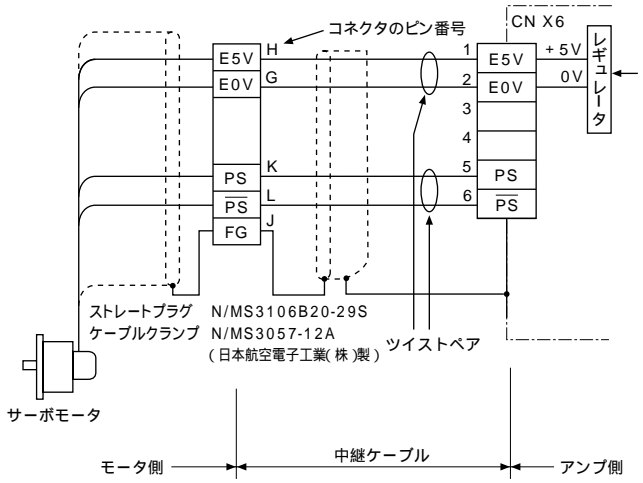 コネクタのピン番号
CN X6
E5V H 1 E5V +5V
E0V G 2 E0V 0V
レギュレータ
3
4
PS K 5 PS
P̅S̅ L 6 P̅S̅
FG J
ストレートプラグ N/MS3106B20-29S
ケーブルクランプ N/MS3057-12A
(日本航空電子工業(株)製)
ツイストペア
サーボモータ
モータ側
中継ケーブル
アンプ側